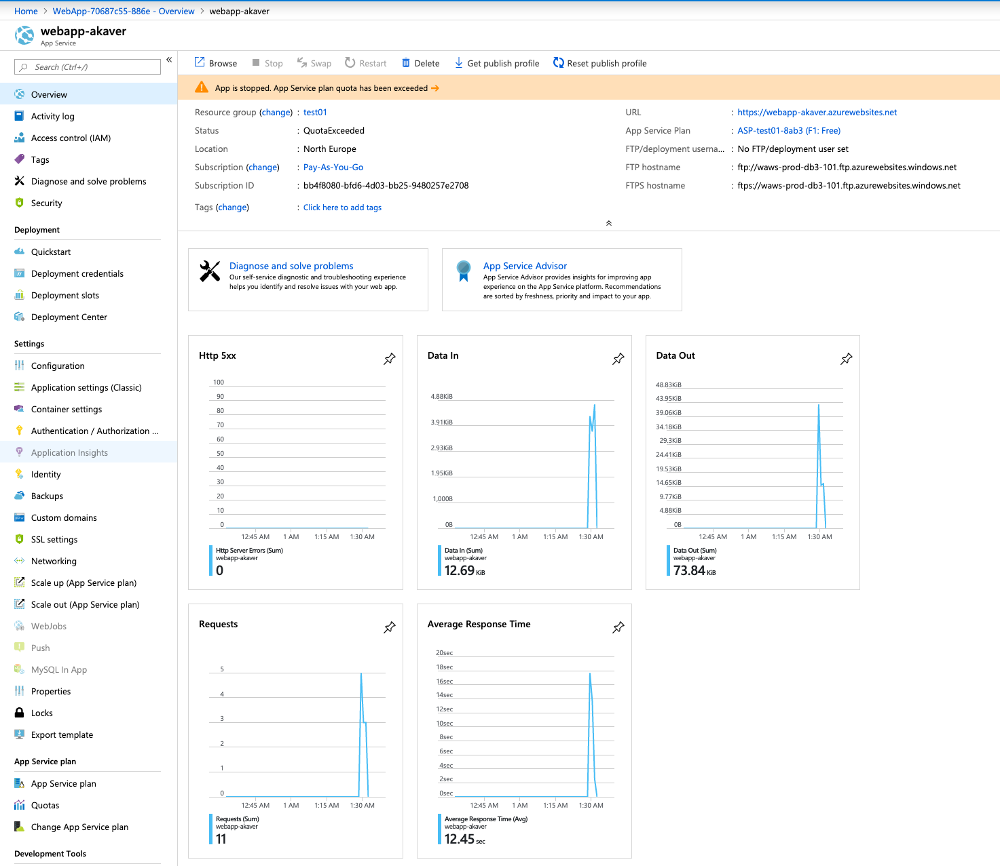 Home > WebApp-70687c55-886e - Overview > webapp-akaver
webapp-akaver
App Service
Search (Ctrl+/)
«
Overview
Activity log
Access control (IAM)
Tags
Diagnose and solve problems
Security
Deployment
Quickstart
Deployment credentials
Deployment slots
Deployment Center
Settings
Configuration
Application settings (Classic)
Container settings
Authentication / Authorization ...
Application Insights
Identity
Backups
Custom domains
SSL settings
Networking
Scale up (App Service plan)
Scale out (App Service plan)
WebJobs
Push
MySQL In App
Properties
Locks
Export template
App Service plan
App Service plan
Quotas
Change App Service plan
Development Tools
Browse Stop Swap Restart Delete Get publish profile Reset publish profile
App is stopped. App Service plan quota has been exceeded →
Resource group (change) : test01
Status : QuotaExceeded
Location : North Europe
Subscription (change) : Pay-As-You-Go
Subscription ID : bb4f8080-bfd6-4d03-bb25-9480257e2708
Tags (change) : Click here to add tags
URL : https://webapp-akaver.azurewebsites.net
App Service Plan : ASP-test01-8ab3 (F1: Free)
FTP/deployment userna... : No FTP/deployment user set
FTP hostname : ftp://waws-prod-db3-101.ftp.azurewebsites.windows.net
FTPS hostname : ftps://waws-prod-db3-101.ftp.azurewebsites.windows.net
Diagnose and solve problems
Our self-service diagnostic and troubleshooting experience
helps you identify and resolve issues with your web app.
App Service Advisor
App Service Advisor provides insights for improving app
experience on the App Service platform. Recommendations
are sorted by freshness, priority and impact to your app.
Http 5xx
100
90
80
70
60
50
40
30
20
10
0
12:45 AM 1 AM 1:15 AM 1:30 AM
Http Server Errors (Sum)
webapp-akaver
0
Data In
4.88KiB
3.91KiB
2.93KiB
1.95KiB
1,000B
0B
12:45 AM 1 AM 1:15 AM 1:30 AM
Data In (Sum)
webapp-akaver
12.69 KiB
Data Out
48.83KiB
43.95KiB
39.06KiB
34.18KiB
29.3KiB
24.41KiB
19.53KiB
14.65KiB
9.77KiB
4.88KiB
0B
12:45 AM 1 AM 1:15 AM 1:30 AM
Data Out (Sum)
webapp-akaver
73.84 KiB
Requests
5
4
3
2
1
0
12:45 AM 1 AM 1:15 AM 1:30 AM
Requests (Sum)
webapp-akaver
11
Average Response Time
20sec
18sec
16sec
14sec
12sec
10sec
8sec
6sec
4sec
2sec
0sec
12:45 AM 1 AM 1:15 AM 1:30 AM
Average Response Time (Avg)
webapp-akaver
12.45 sec